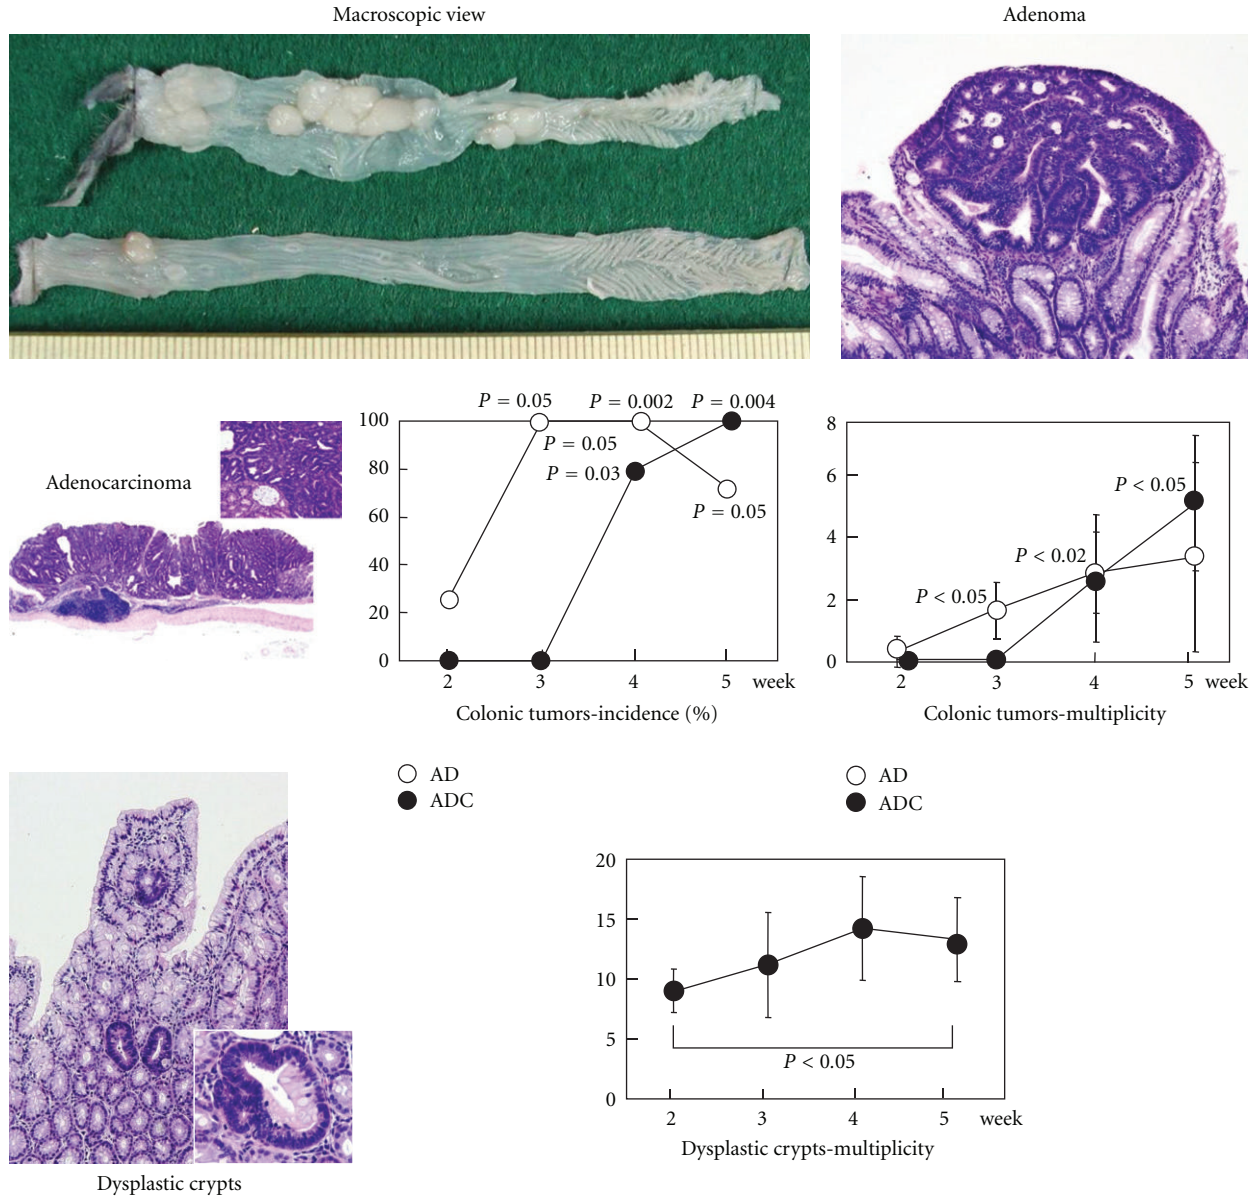 Macroscopic view
Adenoma
Adenocarcinoma
100
80
60
40
20
0
P = 0.05
P = 0.002
P = 0.004
P = 0.05
P = 0.03
P = 0.05
2 3 4 5 week
Colonic tumors-incidence (%)
AD
ADC
8
6
4
2
0
P < 0.05
P < 0.02
P < 0.05
2 3 4 5 week
Colonic tumors-multiplicity
AD
ADC
Dysplastic crypts
20
15
10
5
0
P < 0.05
2 3 4 5 week
Dysplastic crypts-multiplicity